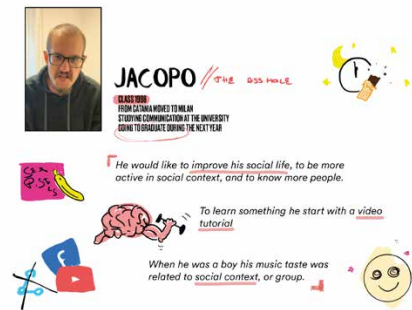 JACOPO // THE ASSHOLE
CLASS 1998
FROM CATANIA MOVED TO MILAN
STUDYING COMMUNICATION AT THE UNIVERSITY
GOING TO GRADUATE DURING THE NEXT YEAR
He would like to improve his social life, to be more
active in social context, and to know more people.
To learn something he start with a video
tutorial
When he was a boy his music taste was
related to social context, or group.